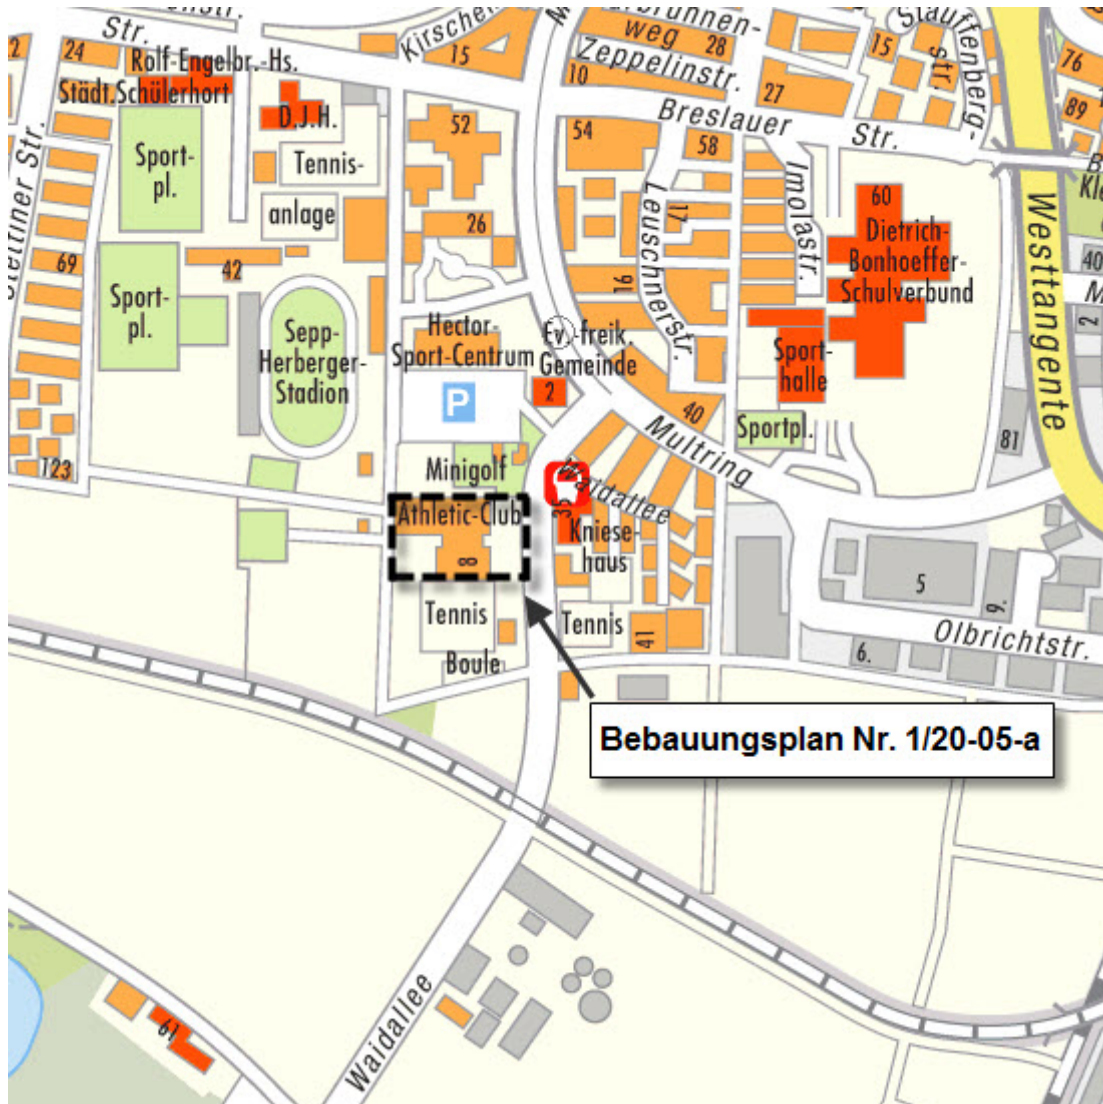 Str.
Kirschen
15
weg
28
Zeppelinstr.
10
27
15
Stauffenberg-
str.
76
89
24
Rolf-Engelbr.-Hs.
Städt.Schülerhort
D.J.H.
52
54
Breslauer
Str.
58
Sport-
pl.
Tennis-
anlage
26
17
Leuschnerstr.
Imolastr.
60
Dietrich-
Bonhoeffer-
Schulverbund
Westtangente
40
2
69
42
Sport-
pl.
Sepp-
Herberger-
Stadion
Hector-
Sport-Centrum
Ev.-freik.
Gemeinde
2
P
16
Sport-
halle
40
Multring
Sportpl.
81
123
Minigolf
Waidallee
35
Athletic-Club
8
Kniese-
haus
5
9.
Tennis
Tennis
41
Olbrichtstr.
6.
Boule
Bebauungsplan Nr. 1/20-05-a
Waidallee
61